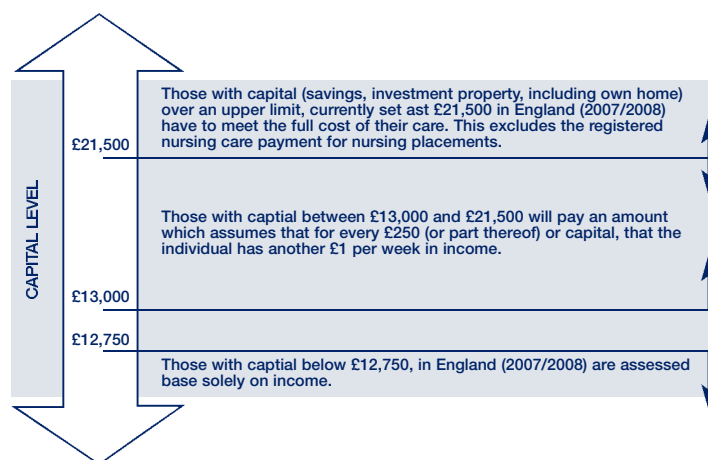 Those with capital (savings, investment property, including own home)
over an upper limit, currently set ast £21,500 in England (2007/2008)
have to meet the full cost of their care. This excludes the registered
nursing care payment for nursing placements.
£21,500
CAPITAL LEVEL
Those with captial between £13,000 and £21,500 will pay an amount
which assumes that for every £250 (or part thereof) or capital, that the
individual has another £1 per week in income.
£13,000
£12,750
Those with captial below £12,750, in England (2007/2008) are assessed
base solely on income.